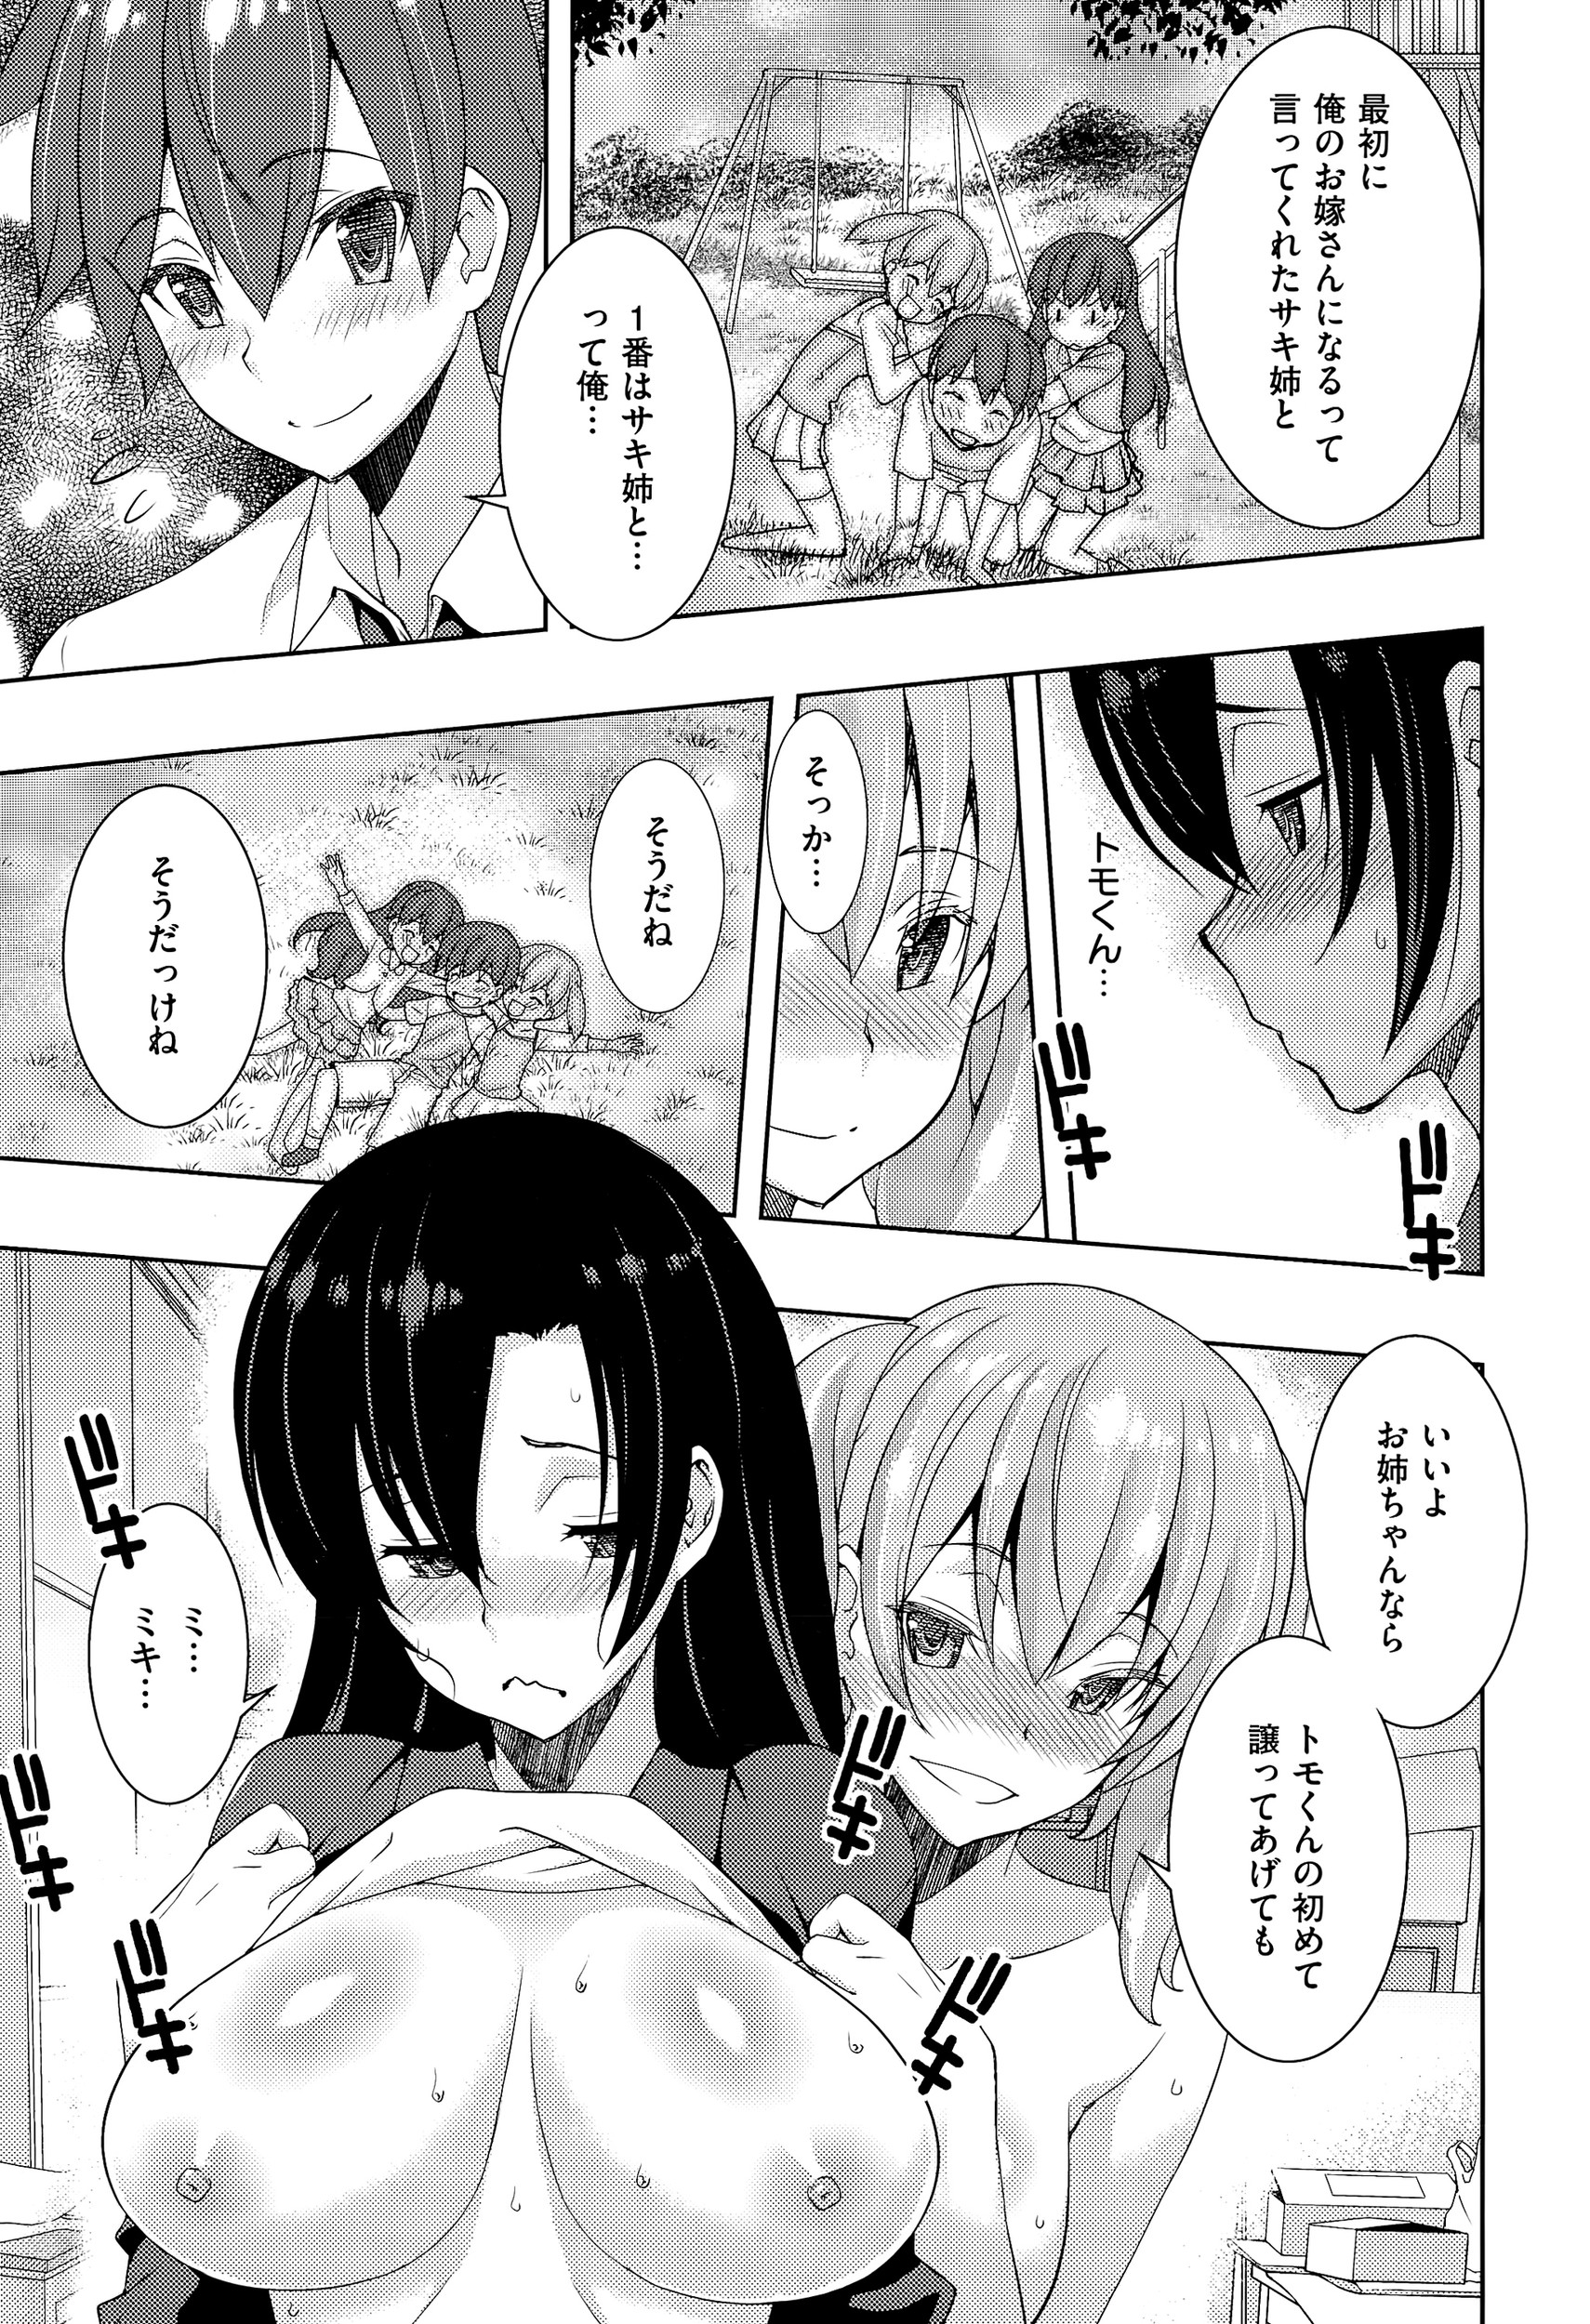 最初に
俺のお嫁さんになるって
言ってくれたサキ姉と
1番はサキ姉と…
って俺…
トモくん…
ドキ
ドキ
そっか…
そうだね
そうだっけね
いいよ
お姉ちゃんなら
トモくんの初めて
譲ってあげても
ドキ
ドキ
ミ…
ミキ…
ドキ
ドキ
ドキ